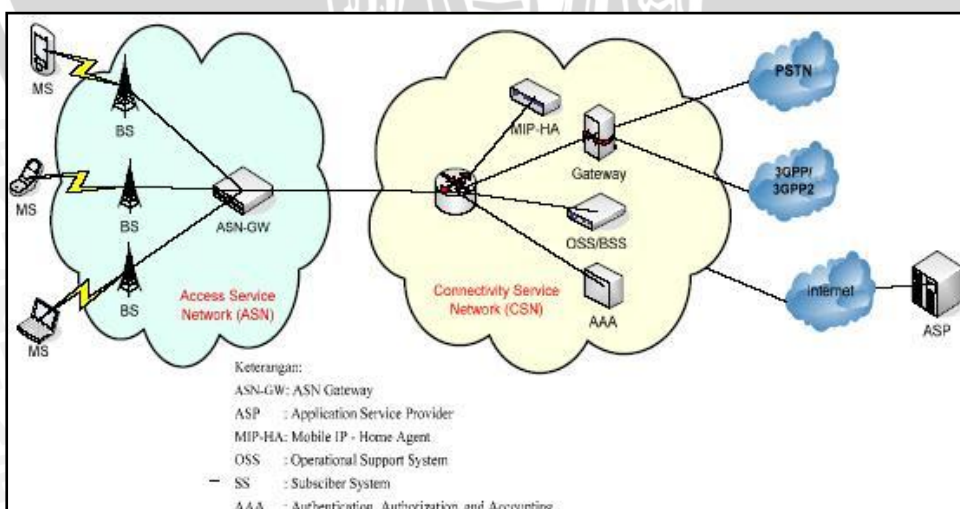 MS
BS
MS
BS
ASN-GW
MS
BS
Access Service
Network (ASN)
MIP-HA
Gateway
OSS/BSS
AAA
Connectivity Service
Network (CSN)
PSTN
3GPP/
3GPP2
internet
ASP
Keterangan:
ASN-GW: ASN Gateway
ASP : Application Service Provider
MIP-HA: Mobile IP - Home Agent
OSS : Operational Support System
SS : Subsciber System
AAA : Authentication, Authorization, and Accounting